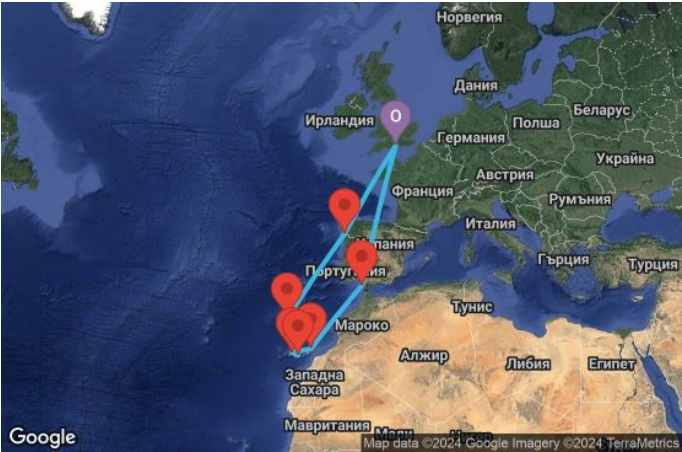 Норвегия
Дания
Ирландия
О
Беларус
Полша
Германия
Украйна
Австрия
Франция
Румъния
Италия
Испания
Гърция
Турция
Португалия
Тунис
Мароко
Алжир
Либия
Египет
Западна
Сахара
Мавритания
Мали
Google
Map data ©2024 Google Imagery ©2024 TerraMetrics